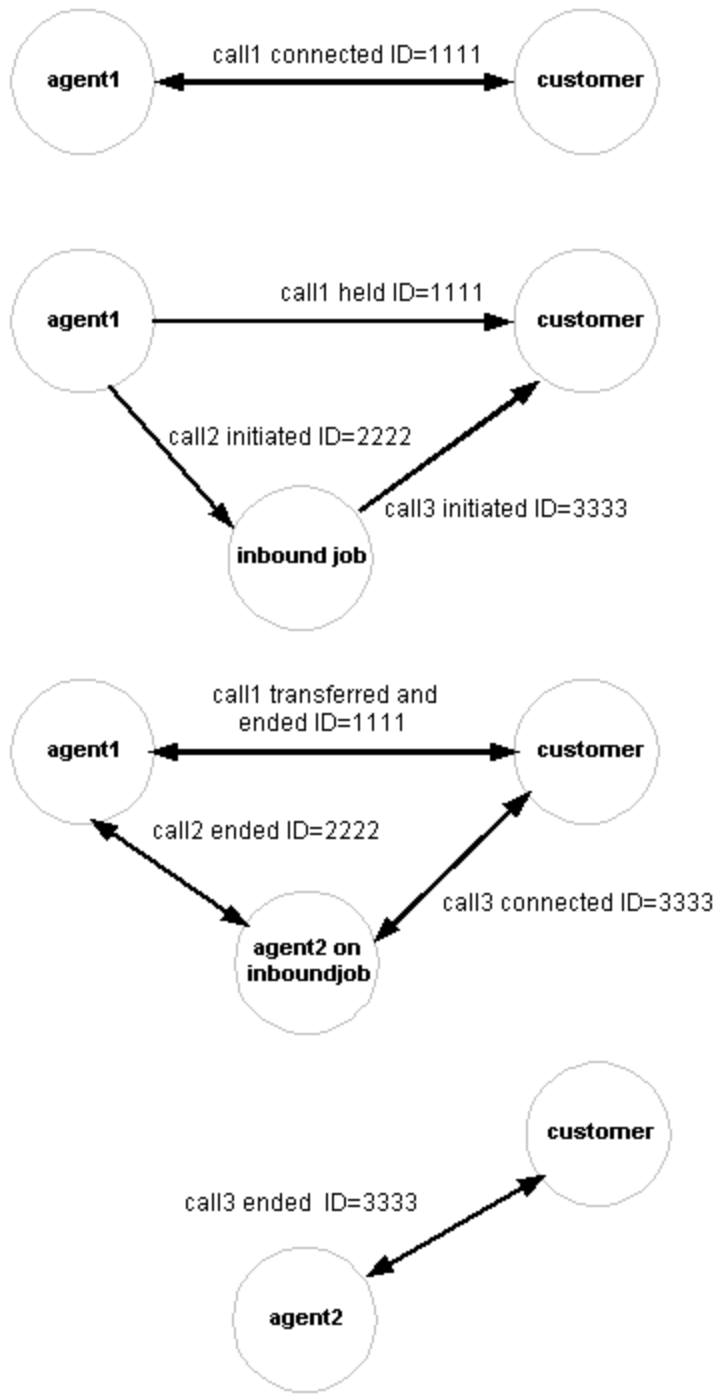 call1 connected ID=1111
agent1
customer
call1 held ID=1111
agent1
customer
call2 initiated ID=2222
call3 initiated ID=3333
inbound job
call1 transferred and
ended ID=1111
agent1
customer
call2 ended ID=2222
call3 connected ID=3333
agent2 on
inboundjob
customer
call3 ended  ID=3333
agent2